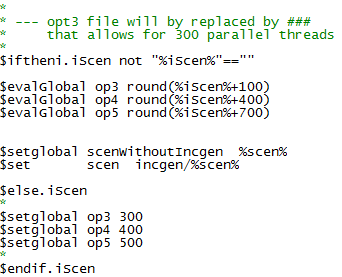 *
* --- opt3 file will by replaced by ###
*     that allows for 300 parallel threads
*
$iftheni.iScen not "%iScen%"==""

$evalGlobal op3 round(%iScen%+100)
$evalGlobal op4 round(%iScen%+400)
$evalGlobal op5 round(%iScen%+700)

$setglobal scenWithoutIncgen  %scen%
$set       scen  incgen/%scen%

$else.iScen
*
$setglobal op3 300
$setglobal op4 400
$setglobal op5 500
*
$endif.iScen